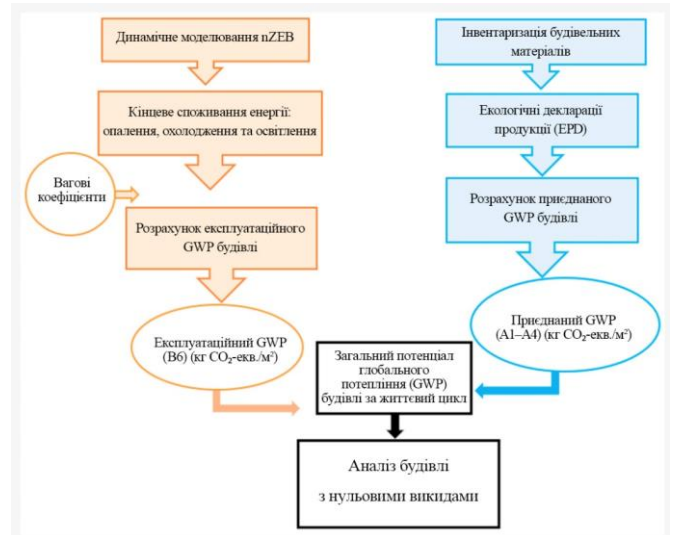 Динамічне моделювання nZEB
Кінцеве споживання енергії:
опалення, охолодження та освітлення
Вагові
коефіцієнти
Розрахунок експлуатаційного
GWP будівлі
Експлуатаційний GWP
(B6) (кг CO₂-екв./м²)
Інвентаризація будівельних
матеріалів
Екологічні декларації
продукції (EPD)
Розрахунок приєднаного
GWP будівлі
Приєднаний GWP
(A1–A4) (кг CO₂-екв./м²)
Загальний потенціал
глобального
потепління (GWP)
будівлі за життєвий цикл
Аналіз будівлі
з нульовими викидами